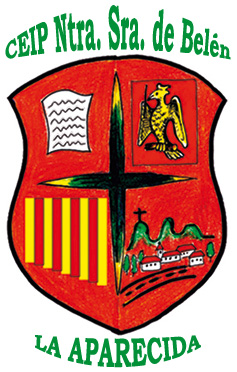 CEIP Ntra. Sra. de Belén
LA APARECIDA